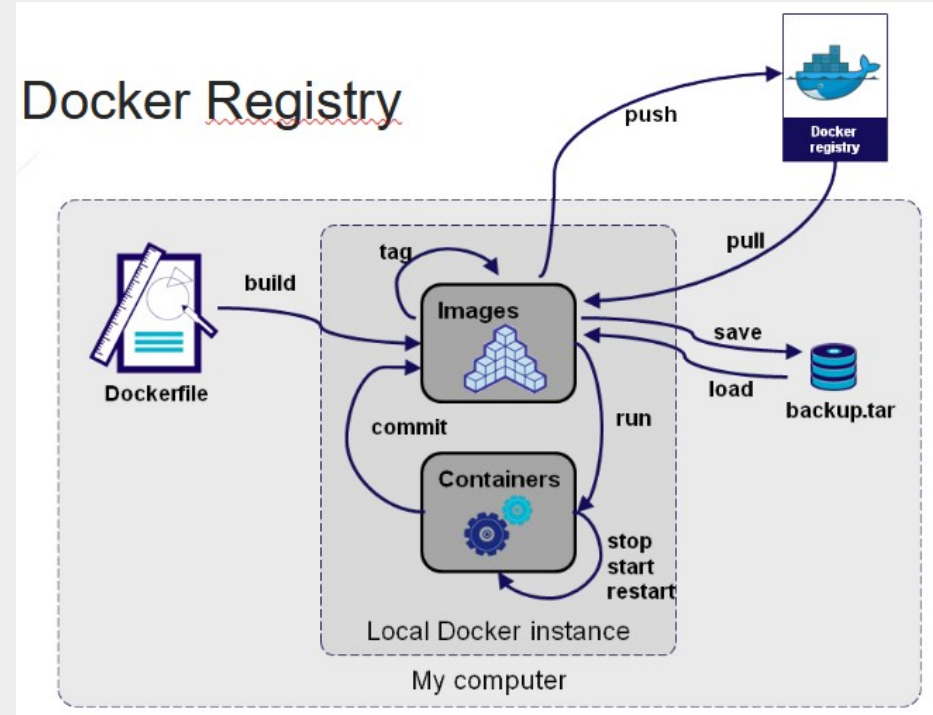 Docker Registry
Docker
registry
push
pull
tag
build
Images
save
load
backup.tar
Dockerfile
commit
run
Containers
stop
start
restart
Local Docker instance
My computer